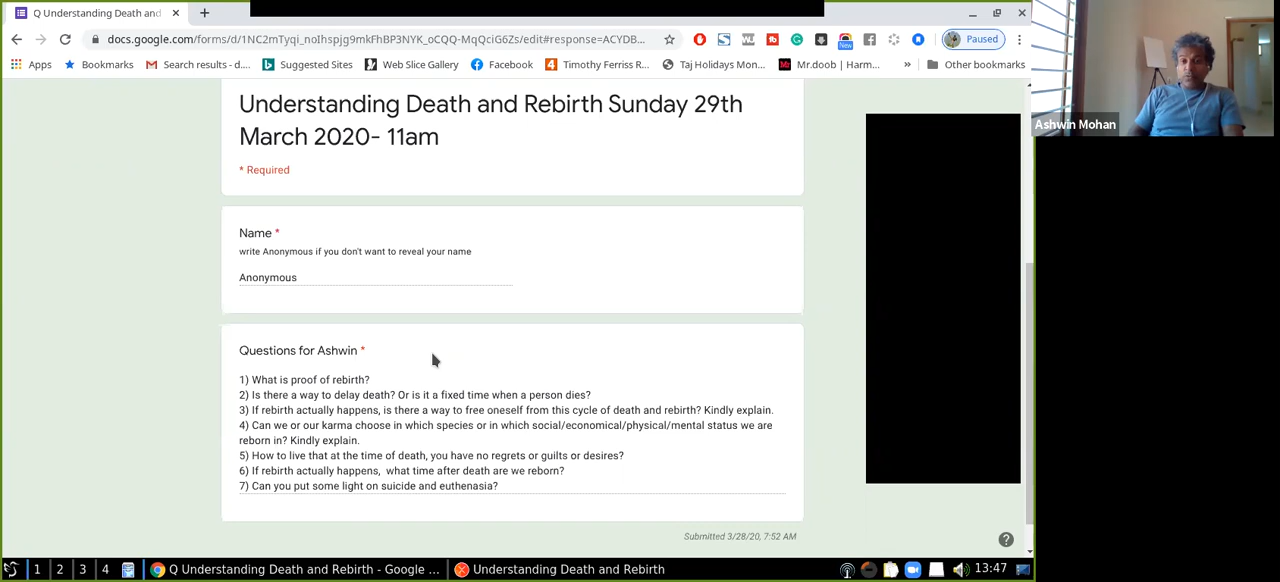 Q Understanding Death and
docs.google.com/forms/d/1NC2mTyqi_noIhspjg9mkFhBP3NYK_oCQQ-MqQciG6Zs/edit#response=ACYDB...
New
Paused
Apps
Bookmarks
Search results - d....
Suggested Sites
Web Slice Gallery
Facebook
Timothy Ferriss R...
Taj Holidays Mon...
Mr.doob | Harm...
»
Other bookmarks
Ashwin Mohan
Understanding Death and Rebirth Sunday 29th
March 2020- 11am
* Required
Name *
write Anonymous if you don't want to reveal your name
Anonymous
Questions for Ashwin *
1) What is proof of rebirth?
2) Is there a way to delay death? Or is it a fixed time when a person dies?
3) If rebirth actually happens, is there a way to free oneself from this cycle of death and rebirth? Kindly explain.
4) Can we or our karma choose in which species or in which social/economical/physical/mental status we are
reborn in? Kindly explain.
5) How to live that at the time of death, you have no regrets or guilts or desires?
6) If rebirth actually happens, what time after death are we reborn?
7) Can you put some light on suicide and euthenasia?
Submitted 3/28/20, 7:52 AM
1 2 3 4
Q Understanding Death and Rebirth - Google ...
Understanding Death and Rebirth
13:47